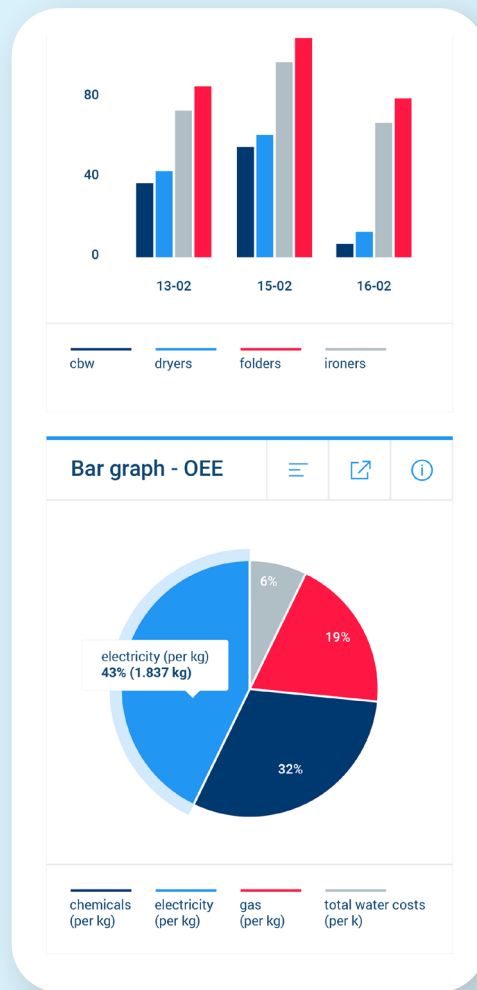 80
40
0
13-02 15-02 16-02
cbw dryers folders ironers
Bar graph - OEE
6%
19%
electricity (per kg)
43% (1.837 kg)
32%
chemicals electricity gas total water costs
(per kg) (per kg) (per kg) (per k)